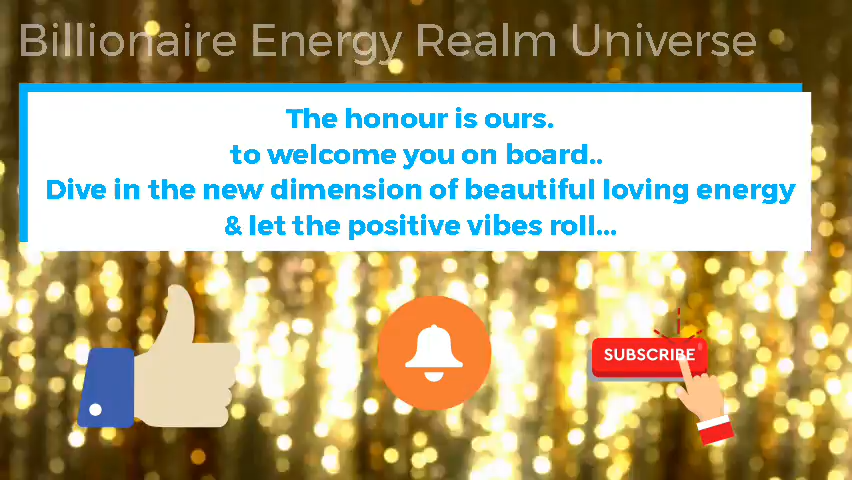 Billionaire Energy Realm Universe
The honour is ours.
to welcome you on board..
Dive in the new dimension of beautiful loving energy
& let the positive vibes roll...
SUBSCRIBE